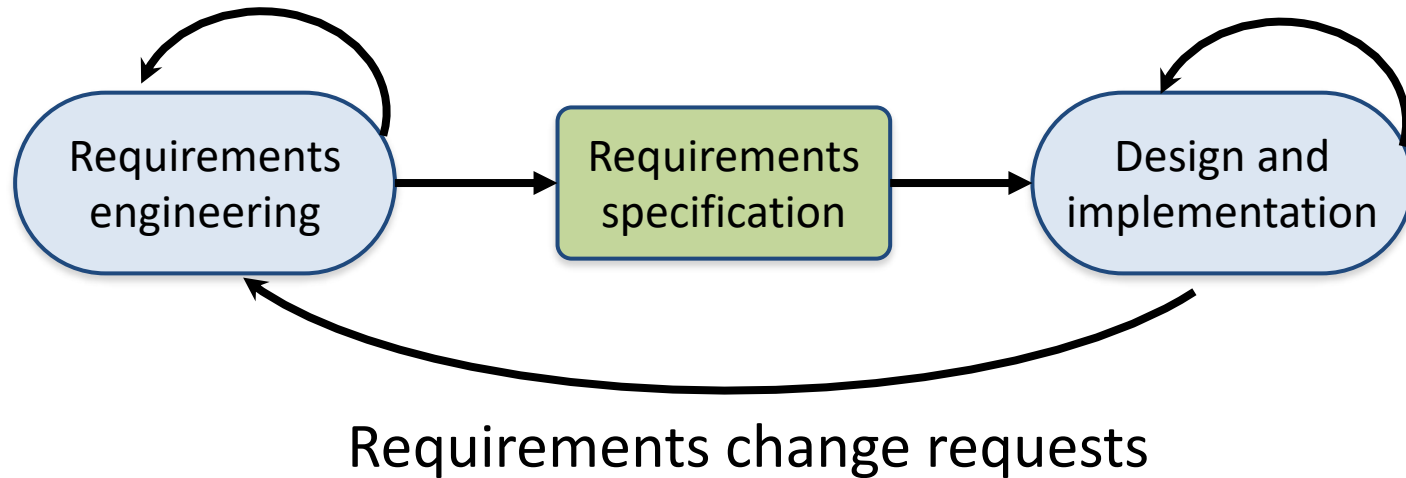 Requirements
engineering
Requirements
specification
Design and
implementation
Requirements change requests